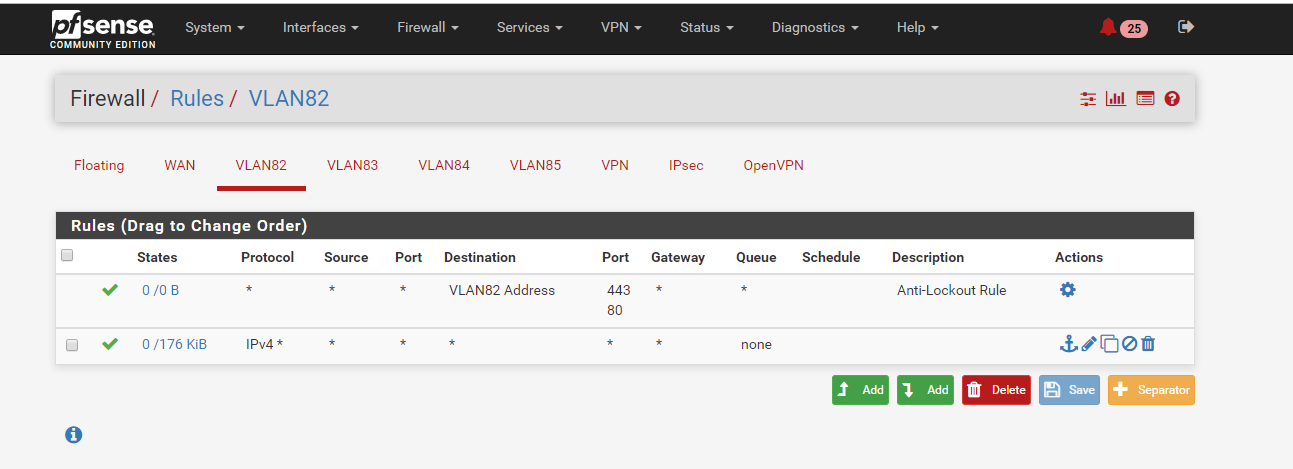 pfsense COMMUNITY EDITION System Interfaces Firewall Services VPN Status Diagnostics Help 25
Firewall / Rules / VLAN82
Floating WAN VLAN82 VLAN83 VLAN84 VLAN85 VPN IPsec OpenVPN
Rules (Drag to Change Order)
States Protocol Source Port Destination Port Gateway Queue Schedule Description Actions
0 /0 B * * * VLAN82 Address 443 * * Anti-Lockout Rule
80
0 /176 KiB IPv4 * * * * * * none
Add Add Delete Save Separator